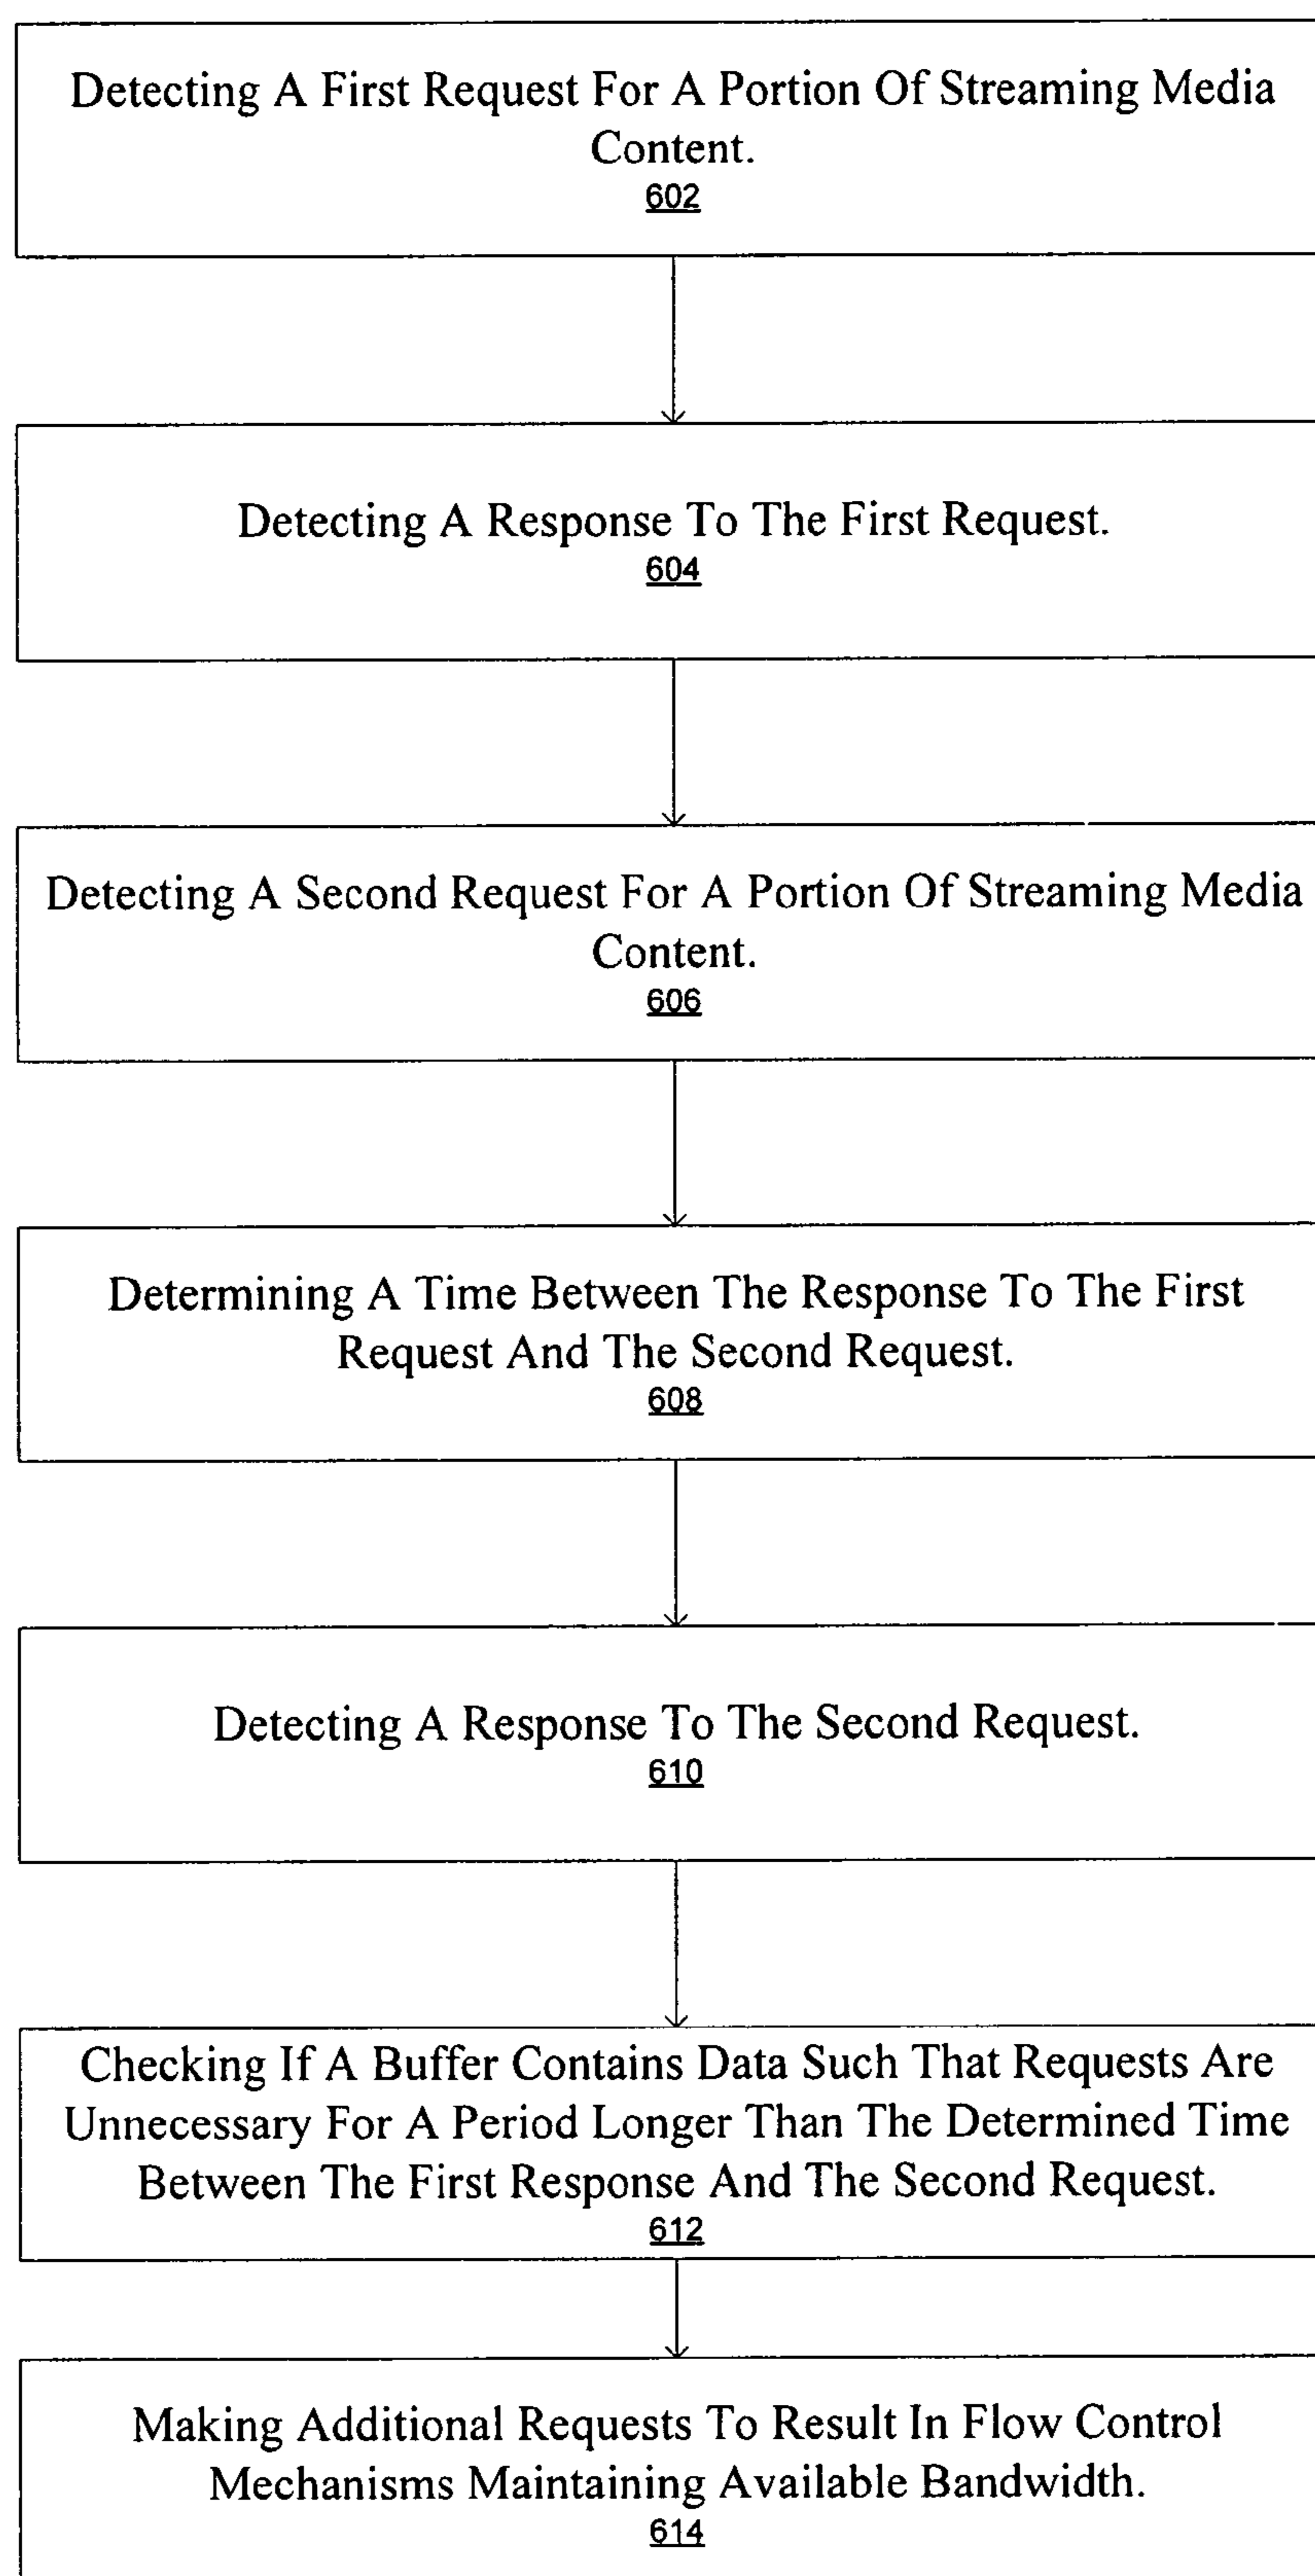 Detecting A First Request For A Portion Of Streaming Media
Content.
602
Detecting A Response To The First Request.
604
Detecting A Second Request For A Portion Of Streaming Media
Content.
606
Determining A Time Between The Response To The First
Request And The Second Request.
608
Detecting A Response To The Second Request.
610
Checking If A Buffer Contains Data Such That Requests Are
Unnecessary For A Period Longer Than The Determined Time
Between The First Response And The Second Request.
612
Making Additional Requests To Result In Flow Control
Mechanisms Maintaining Available Bandwidth.
614